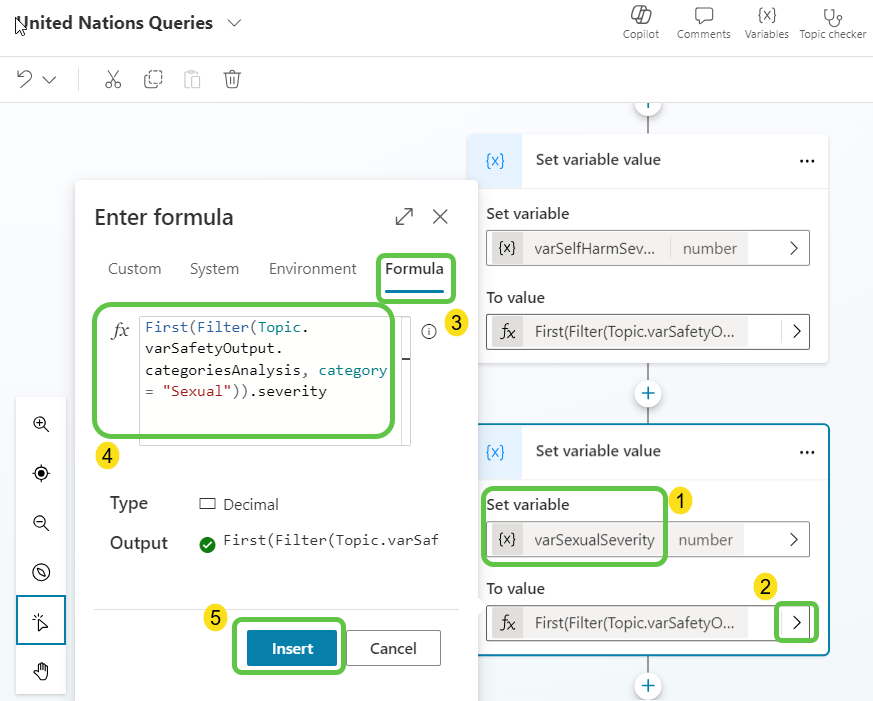 United Nations Queries
Copilot
Comments
{x}
Variables
Topic checker
{x}
Set variable value
...
Set variable
{x} varSelfHarmSev... number
To value
fx First(Filter(Topic.varSafetyO...
Enter formula
Custom
System
Environment
Formula
3
fx
First(Filter(Topic.
varSafetyOutput.
categoriesAnalysis, category
= "Sexual")).severity
4
Type
Decimal
Output
First(Filter(Topic.varSaf
5
Insert
Cancel
{x}
Set variable value
...
Set variable
1
{x} varSexualSeverity number
To value
2
fx First(Filter(Topic.varSafetyO...